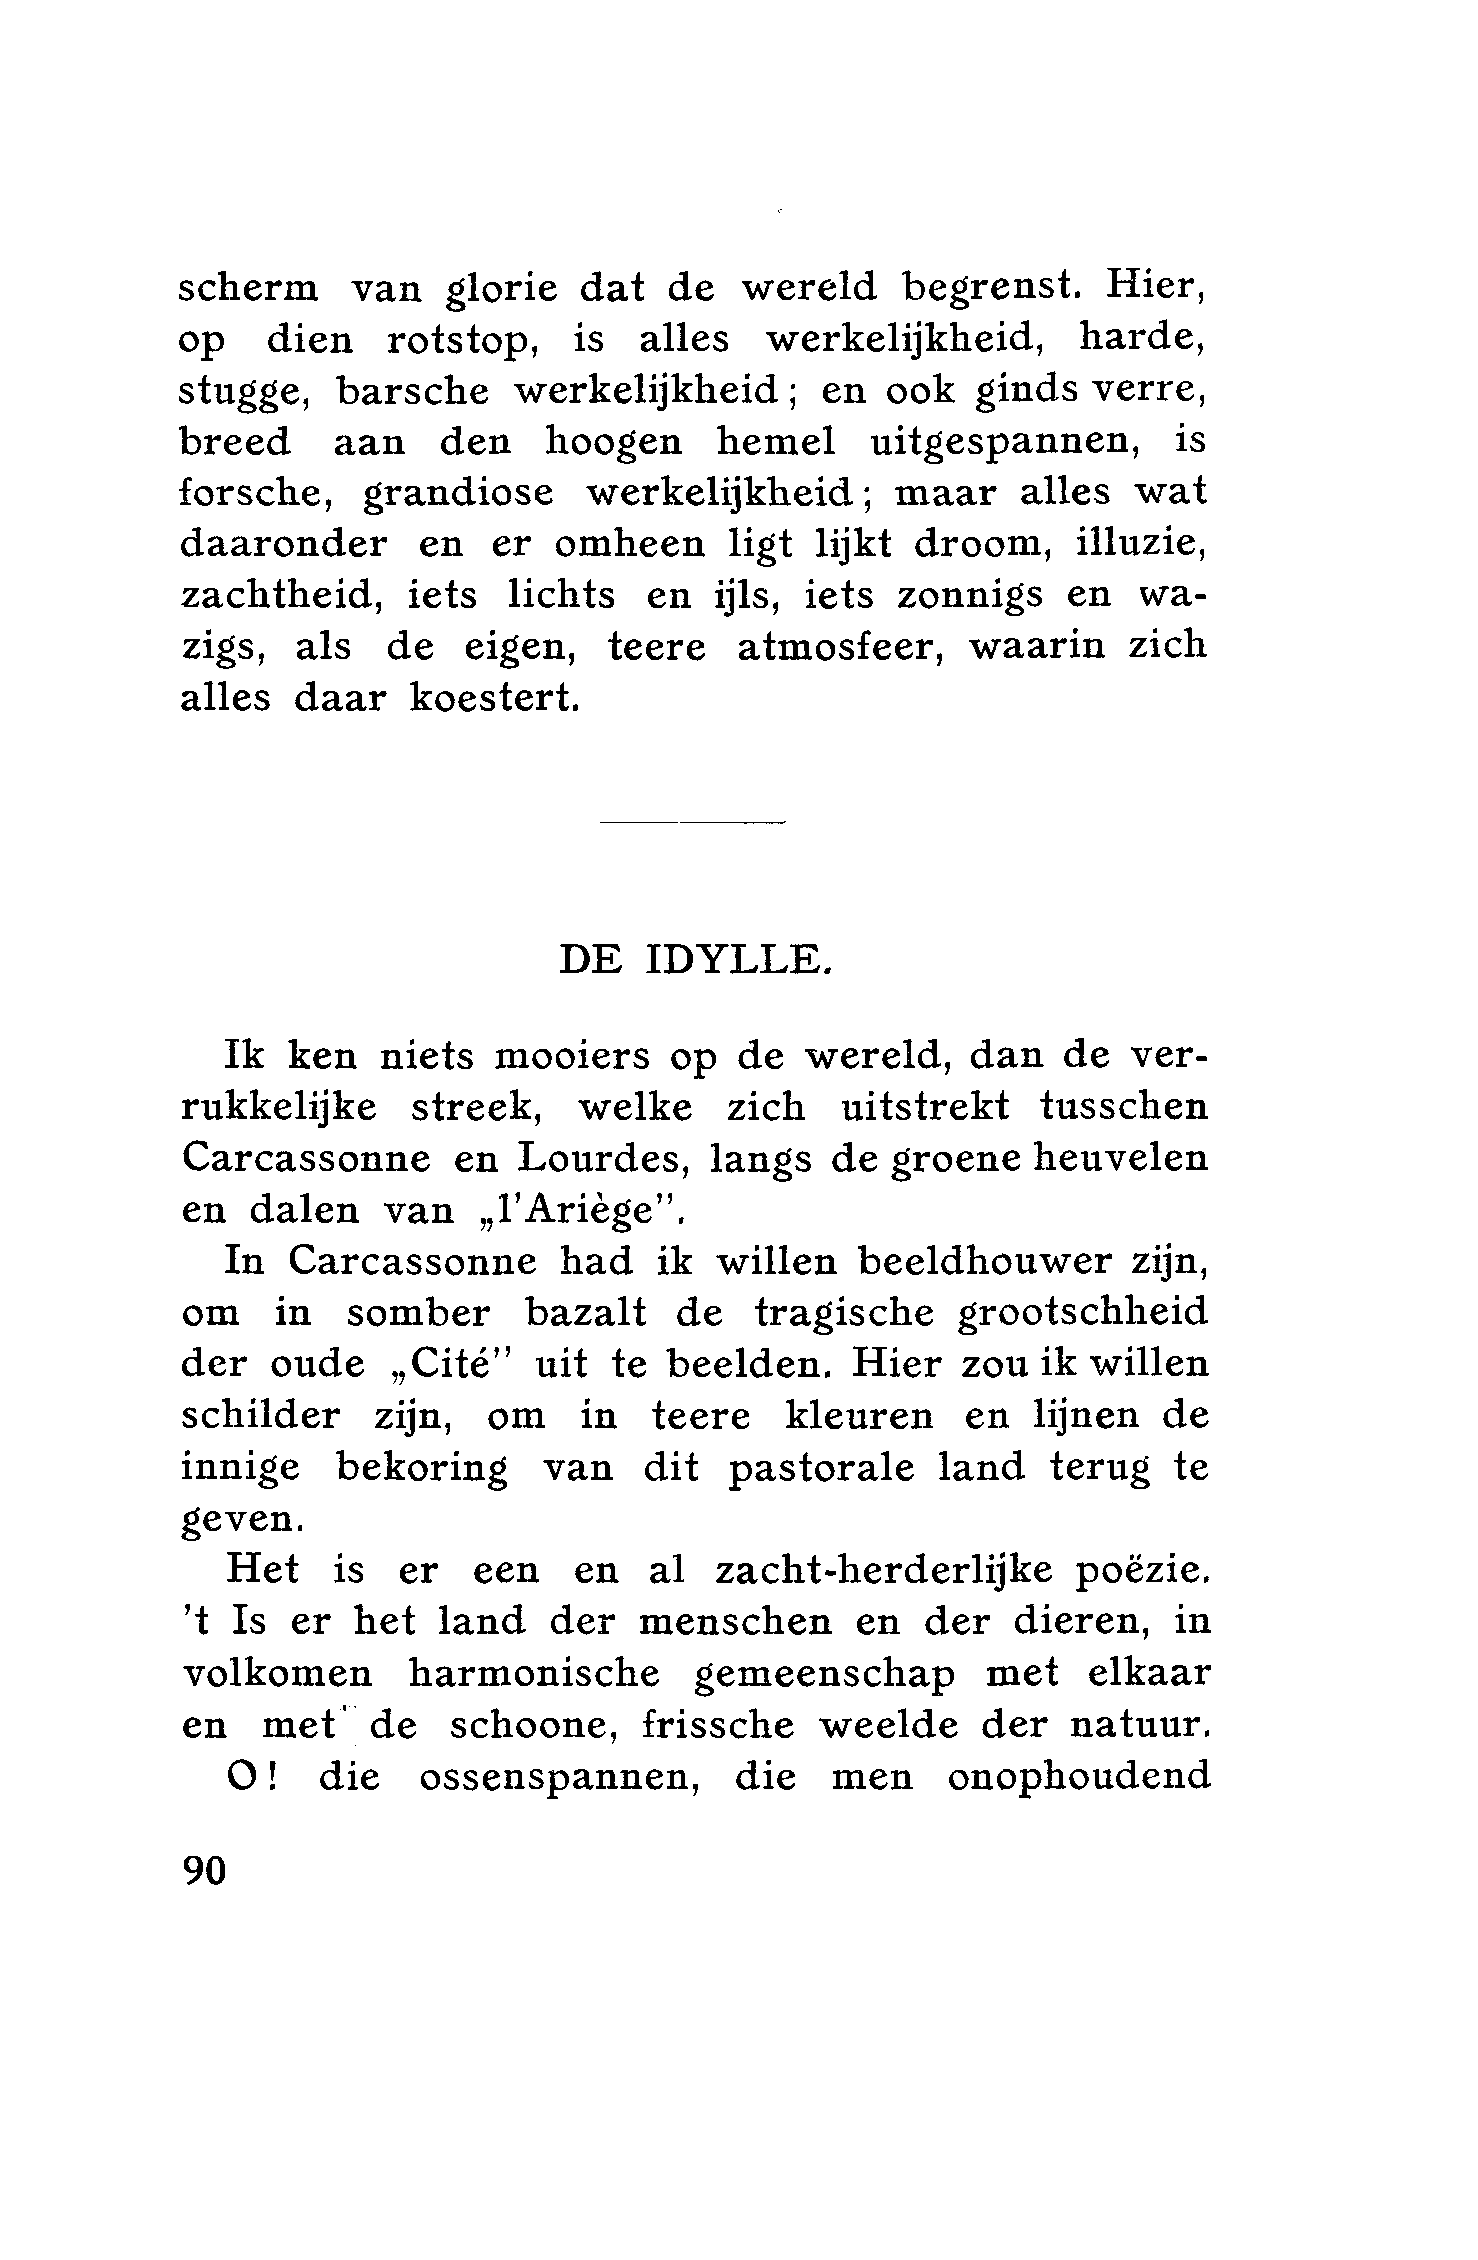 scherm van glorie dat de wereld begrenst. Hier,
op dien rotstop, is alles werkelijkheid, harde,
stugge, barsche werkelijkheid ; en ook ginds verre,
breed aan den hoogen hemel uitgespannen, is
forsche, grandiose werkelijkheid ; maar alles wat
daaronder en er omheen ligt lijkt droom, illuzie,
zachtheid, iets lichts en ijls, iets zonnigs en wa-
zigs, als de eigen, teere atmosfeer, waarin zich
alles daar koestert.
DE IDYLLE.
Ik ken niets mooiers op de wereld, dan de ver-
rukkelijke streek, welke zich uitstrekt tusschen
Carcassonne en Lourdes, langs de groene heuvelen
en dalen van „l'Ariège".
In Carcassonne had ik willen beeldhouwer zijn,
om in somber bazalt de tragische grootschheid
der oude „Cité" uit te beelden. Hier zou ik willen
schilder zijn, om in teere kleuren en lijnen de
innige bekoring van dit pastorale land terug te
geven.
Het is er een en al zacht-herderlijke poëzie.
't Is er het land der menschen en der dieren, in
volkomen harmonische gemeenschap met elkaar
en met de schoone, frissche weelde der natuur.
O ! die ossenspannen, die men onophoudend
90